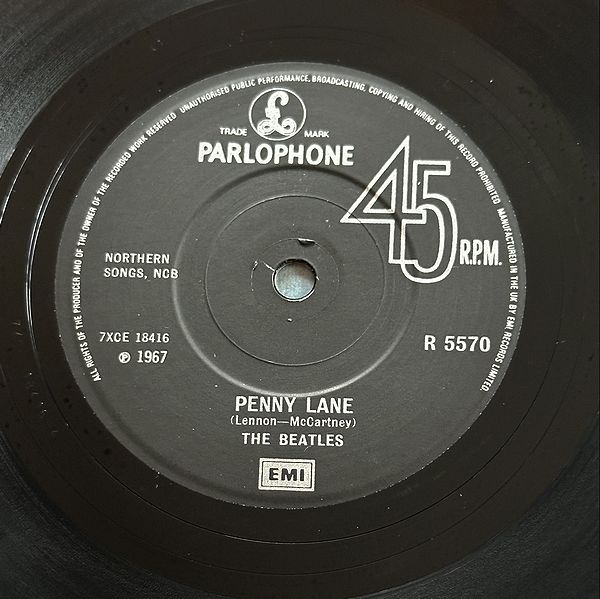 ALL RIGHTS OF THE PRODUCER AND OF THE OWNER OF THE RECORDED WORK RESERVED UNAUTHORISED PUBLIC PERFORMANCE, BROADCASTING, COPYING AND HIRING OF THIS RECORD PROHIBITED MANUFACTURED IN THE UK BY EMI RECORDS LIMITED
£
TRADE MARK
PARLOPHONE
45 R.P.M.
NORTHERN
SONGS, NCB
7XCE 18416
℗ 1967
R 5570
PENNY LANE
(Lennon—McCartney)
THE BEATLES
EMI